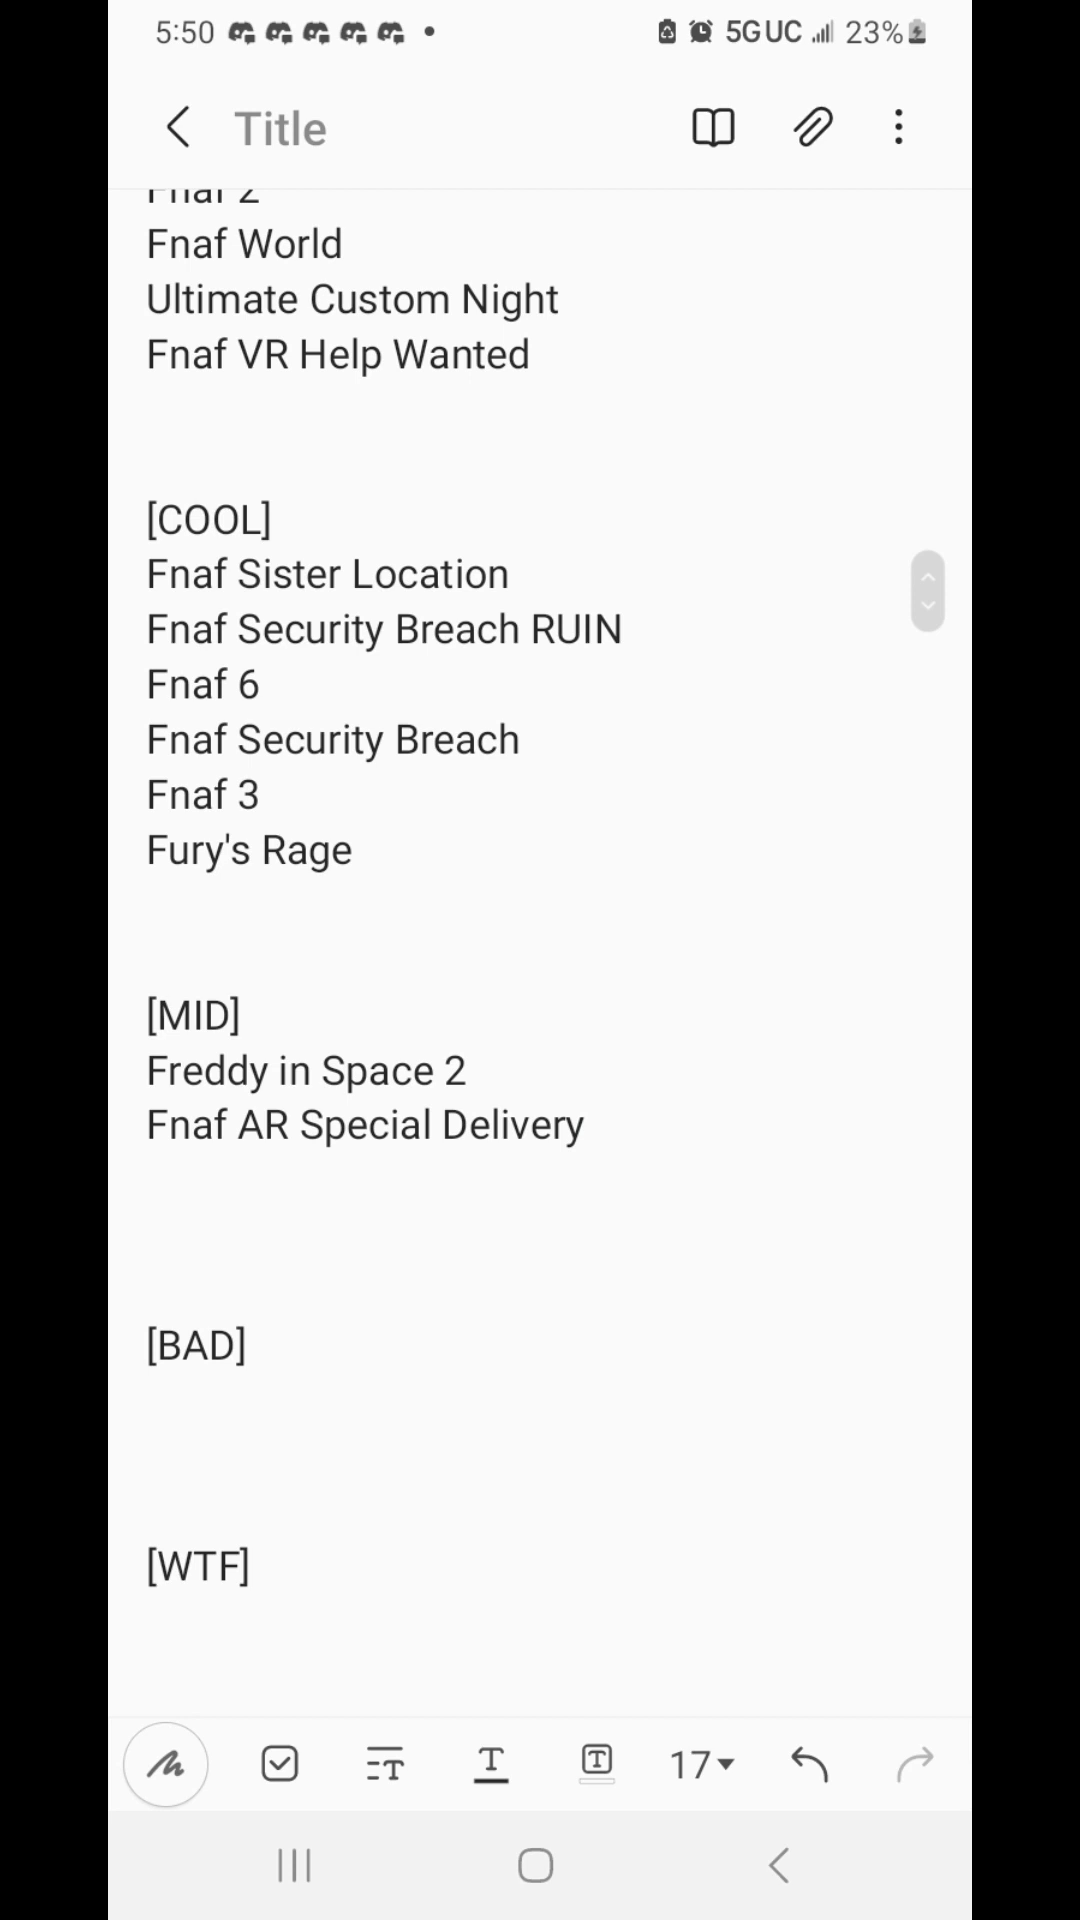 5:50 5G UC 23%
Title
Fnaf 2
Fnaf World
Ultimate Custom Night
Fnaf VR Help Wanted
[COOL]
Fnaf Sister Location
Fnaf Security Breach RUIN
Fnaf 6
Fnaf Security Breach
Fnaf 3
Fury's Rage
[MID]
Freddy in Space 2
Fnaf AR Special Delivery
[BAD]
[WTF]
17